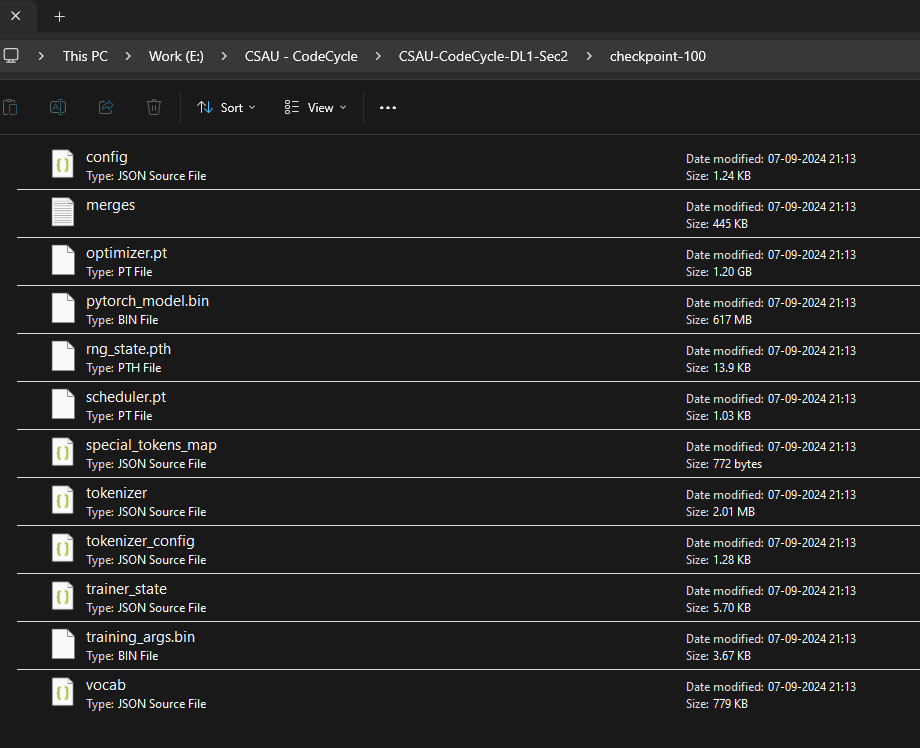 This PC > Work (E:) > CSAU - CodeCycle > CSAU-CodeCycle-DL1-Sec2 > checkpoint-100
Sort View
config
Date modified: 07-09-2024 21:13
Type: JSON Source File
Size: 1.24 KB
merges
Date modified: 07-09-2024 21:13
Size: 445 KB
optimizer.pt
Date modified: 07-09-2024 21:13
Type: PT File
Size: 1.20 GB
pytorch_model.bin
Date modified: 07-09-2024 21:13
Type: BIN File
Size: 617 MB
rng_state.pth
Date modified: 07-09-2024 21:13
Type: PTH File
Size: 13.9 KB
scheduler.pt
Date modified: 07-09-2024 21:13
Type: PT File
Size: 1.03 KB
special_tokens_map
Date modified: 07-09-2024 21:13
Type: JSON Source File
Size: 772 bytes
tokenizer
Date modified: 07-09-2024 21:13
Type: JSON Source File
Size: 2.01 MB
tokenizer_config
Date modified: 07-09-2024 21:13
Type: JSON Source File
Size: 1.28 KB
trainer_state
Date modified: 07-09-2024 21:13
Type: JSON Source File
Size: 5.70 KB
training_args.bin
Date modified: 07-09-2024 21:13
Type: BIN File
Size: 3.67 KB
vocab
Date modified: 07-09-2024 21:13
Type: JSON Source File
Size: 779 KB